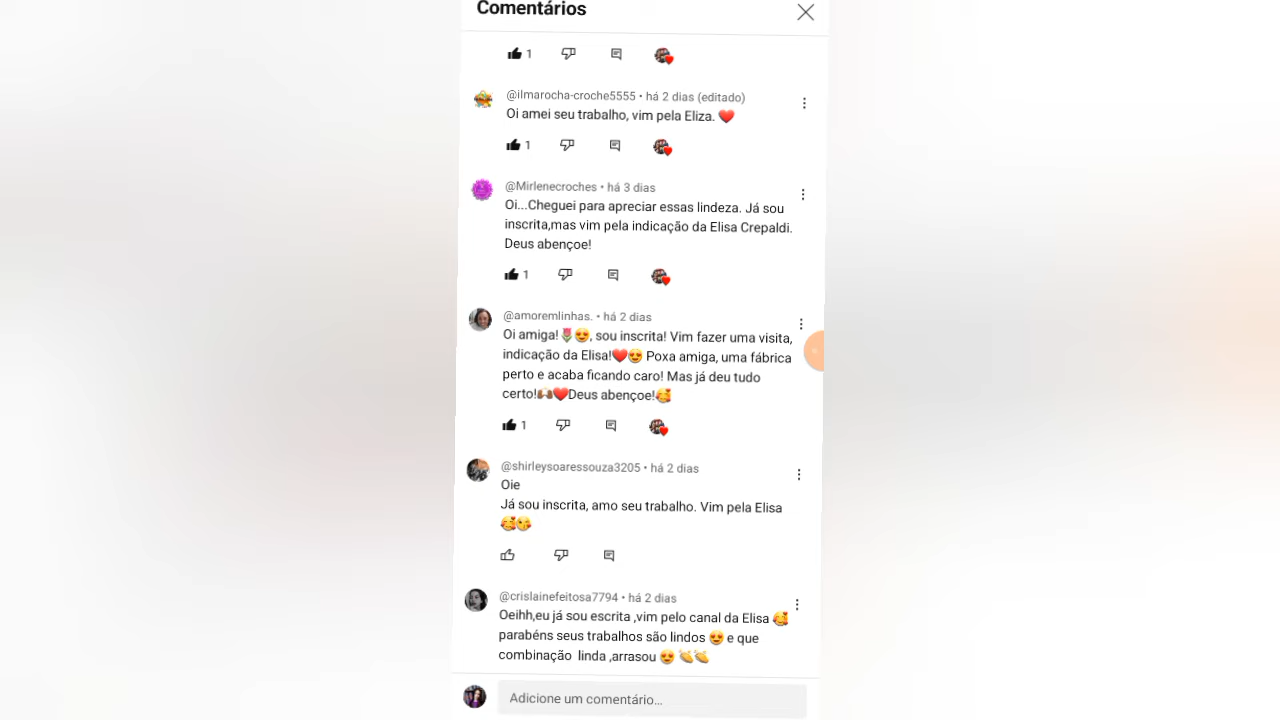 Comentários
1
@ilmarocha-croche5555 • há 2 dias (editado)
Oi amei seu trabalho, vim pela Eliza. ❤️
1
@Mirlenecroches • há 3 dias
Oi...Cheguei para apreciar essas lindeza. Já sou
inscrita,mas vim pela indicação da Elisa Crepaldi.
Deus abençoe!
1
@amoremlinhas. • há 2 dias
Oi amiga!🌷😍, sou inscrita! Vim fazer uma visita,
indicação da Elisa!❤️😍 Poxa amiga, uma fábrica
perto e acaba ficando caro! Mas já deu tudo
certo!🙌🏽❤️Deus abençoe!🥰
1
@shirleysoaressouza3205 • há 2 dias
Oie
Já sou inscrita, amo seu trabalho. Vim pela Elisa
🥰😘
@crislainefeitosa7794 • há 2 dias
Oeihh,eu já sou escrita ,vim pelo canal da Elisa 🥰
parabéns seus trabalhos são lindos 😍 e que
combinação linda ,arrasou 😍 👏👏
Adicione um comentário...